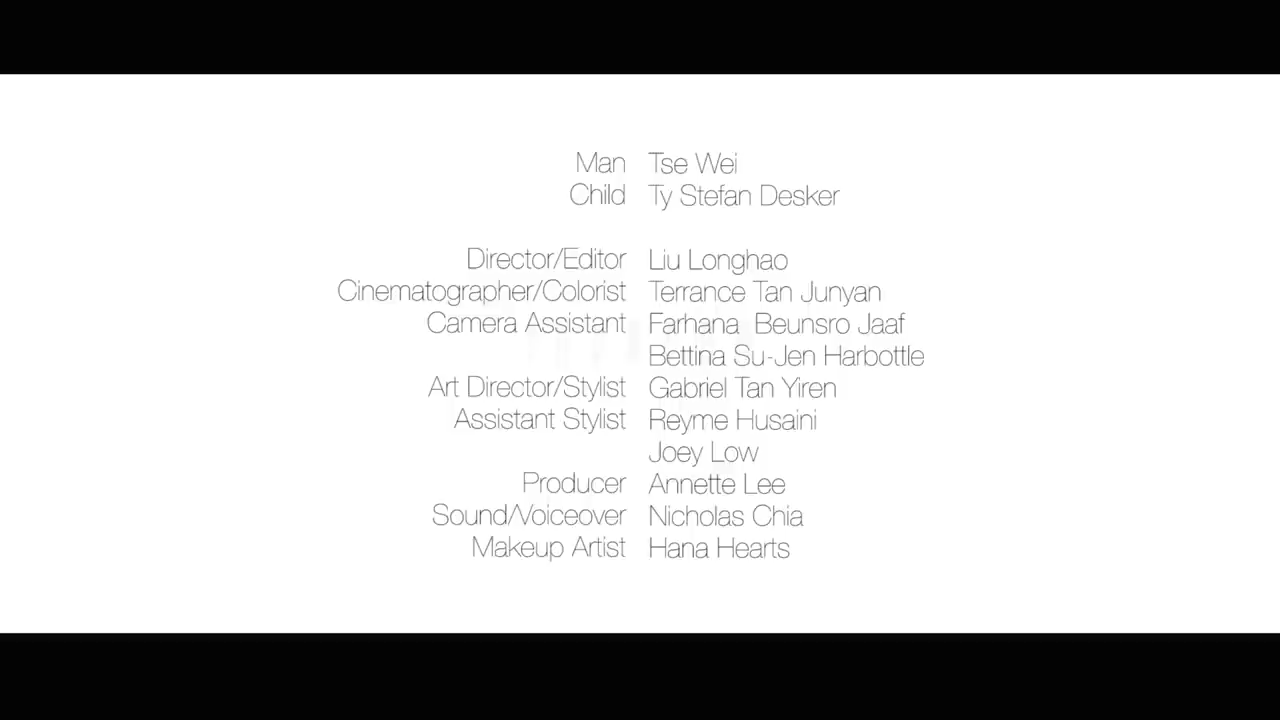 Man Tse Wei
Child Ty Stefan Desker
Director/Editor Liu Longhao
Cinematographer/Colorist Terrance Tan Junyan
Camera Assistant Farhana Beunsro Jaaf
Bettina Su-Jen Harbottle
Art Director/Stylist Gabriel Tan Yiren
Assistant Stylist Reyme Husaini
Joey Low
Producer Annette Lee
Sound/Voiceover Nicholas Chia
Makeup Artist Hana Hearts